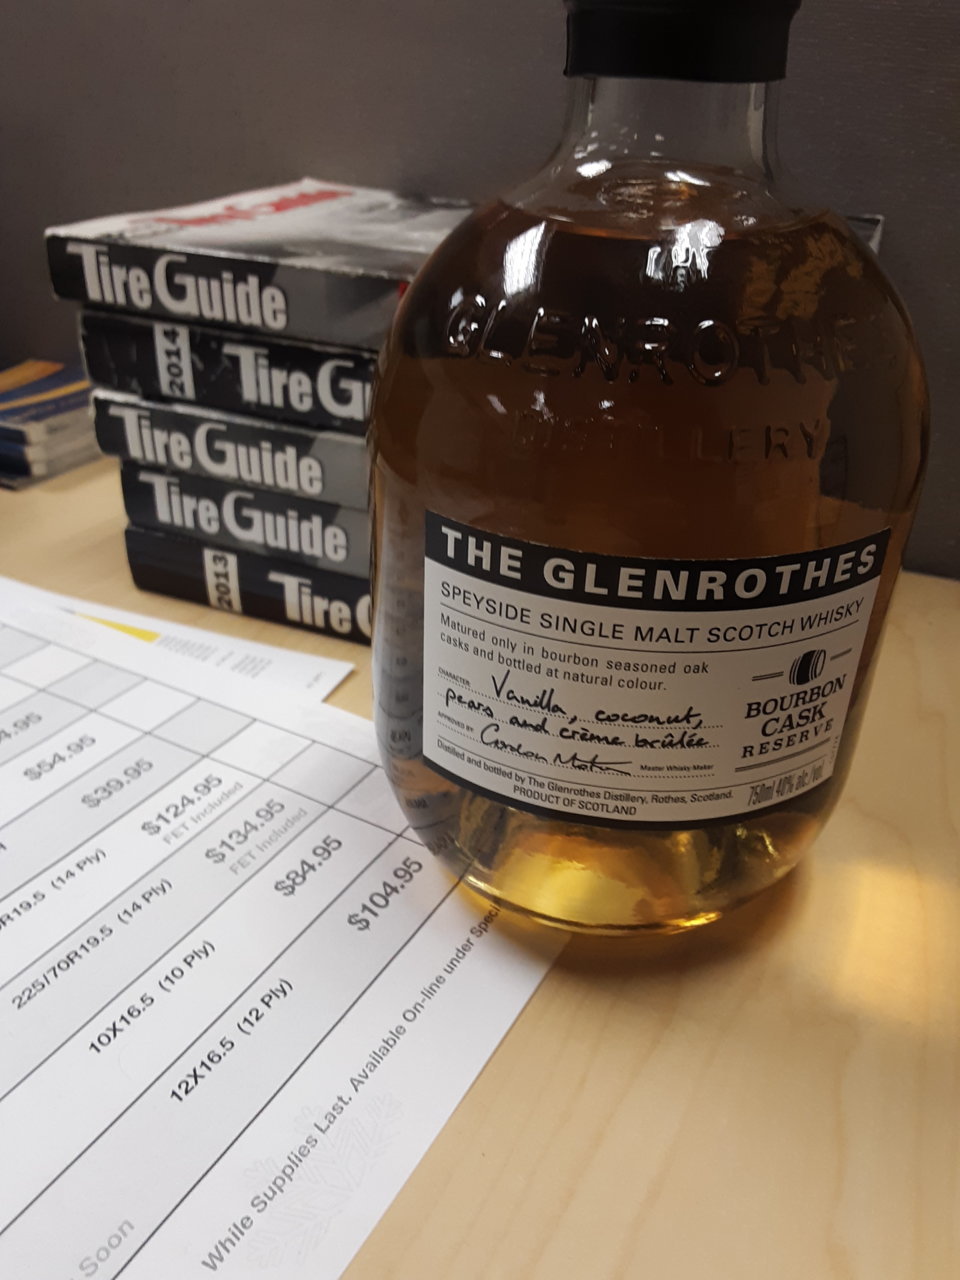 Tire Guide
2014 Tire G
Tire Guide
Tire Guide
2013 Tire G
GLENROTHE
DISTILLERY
THE GLENROTHES
SPEYSIDE SINGLE MALT SCOTCH WHISKY
Matured only in bourbon seasoned oak
casks and bottled at natural colour.
CHARACTER Vanilla, coconut,
pears and crème brûlée
APPROVED BY Master Whisky Maker
Distilled and bottled by The Glenrothes Distillery, Rothes, Scotland.
PRODUCT OF SCOTLAND
BOURBON
CASK
RESERVE
750ml 40% alc./vol.
4.95
$54.95
$39.95
R19.5 (14 Ply) $124.95
FET Included
225/70R19.5 (14 Ply) $134.95
FET Included
10X16.5 (10 Ply) $84.95
12X16.5 (12 Ply) $104.95
While Supplies Last. Available On-line under Speci
Soon